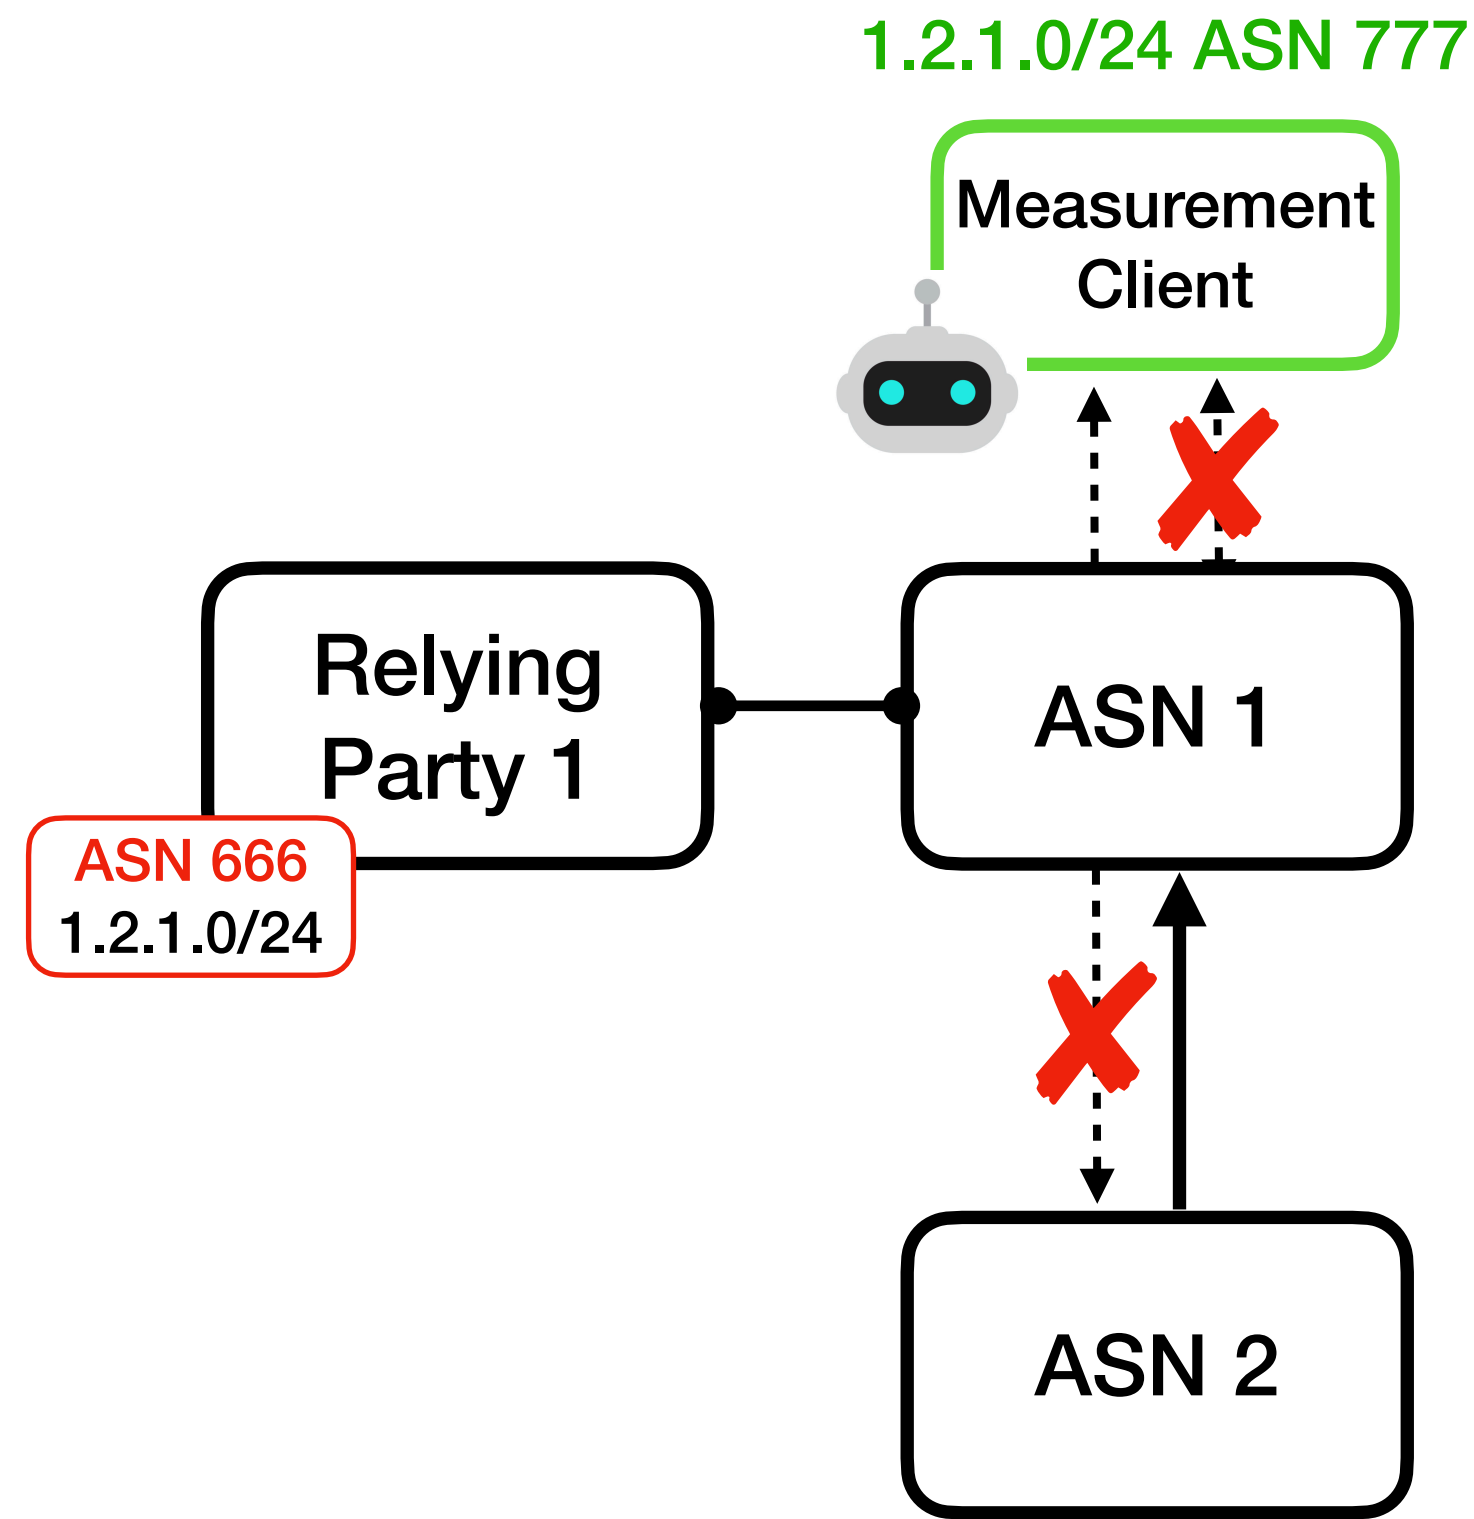 1.2.1.0/24 ASN 777
Measurement
Client
Relying
Party 1
ASN 1
ASN 666
1.2.1.0/24
ASN 2